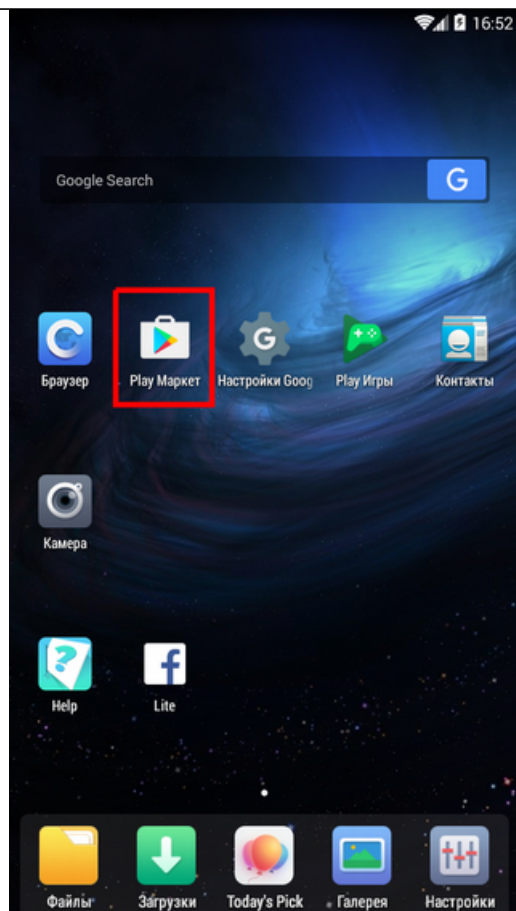 16:52
Google Search
G
Браузер
Play Маркет
Настройки Goog
Play Игры
Контакты
Камера
Help
Lite
Файлы
Загрузки
Today's Pick
Галерея
Настройки